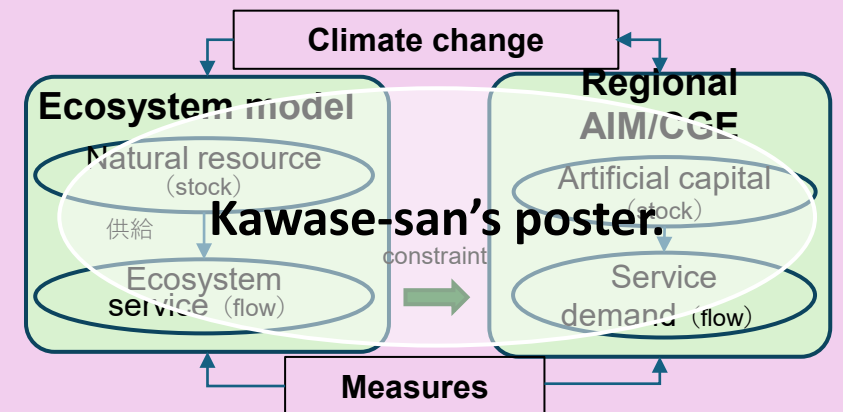 Climate change
Ecosystem model
Natural resource
（stock）
供給
Ecosystem
service（flow）
Kawase-san's poster.
constraint
Regional
AIM/CGE
Artificial capital
（stock）
Service
demand（flow）
Measures